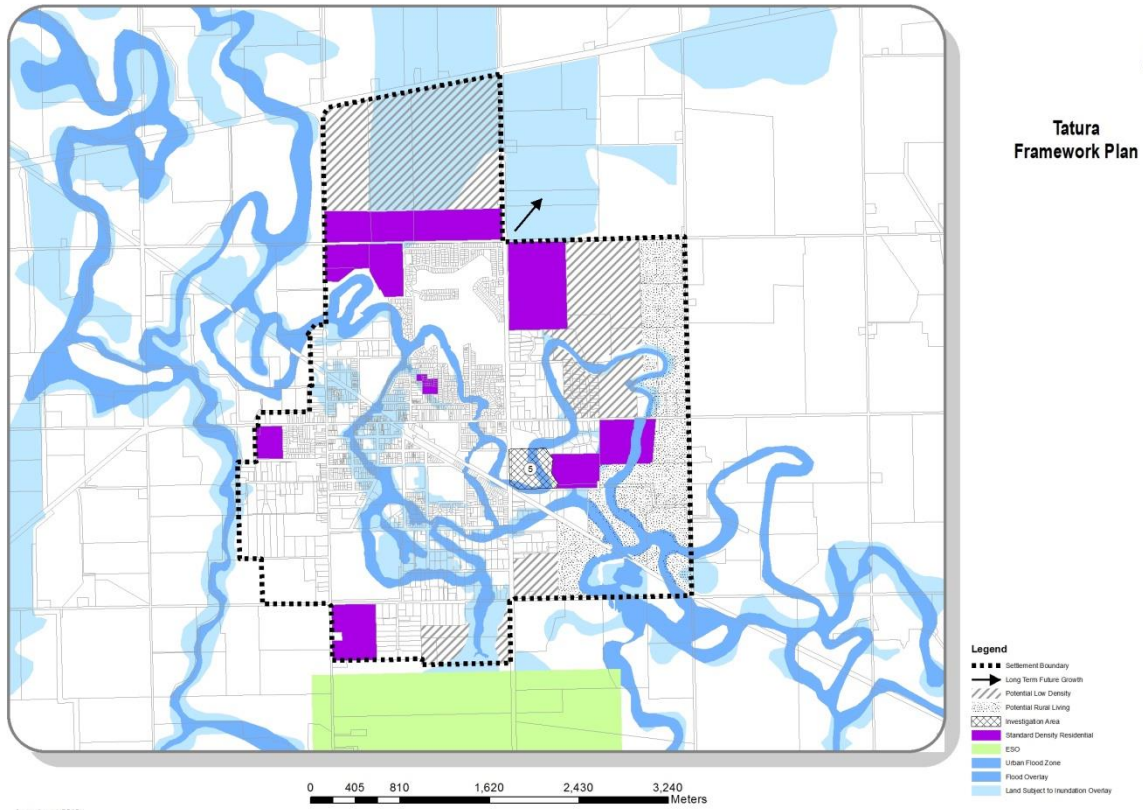 Tatura
Framework Plan
5
Legend
Settlement Boundary
Long Term Future Growth
Potential Low Density
Potential Rural Living
Investigation Area
Standard Density Residential
ESO
Urban Flood Zone
Flood Overlay
Land Subject to Inundation Overlay
0 405 810 1,620 2,430 3,240
Meters